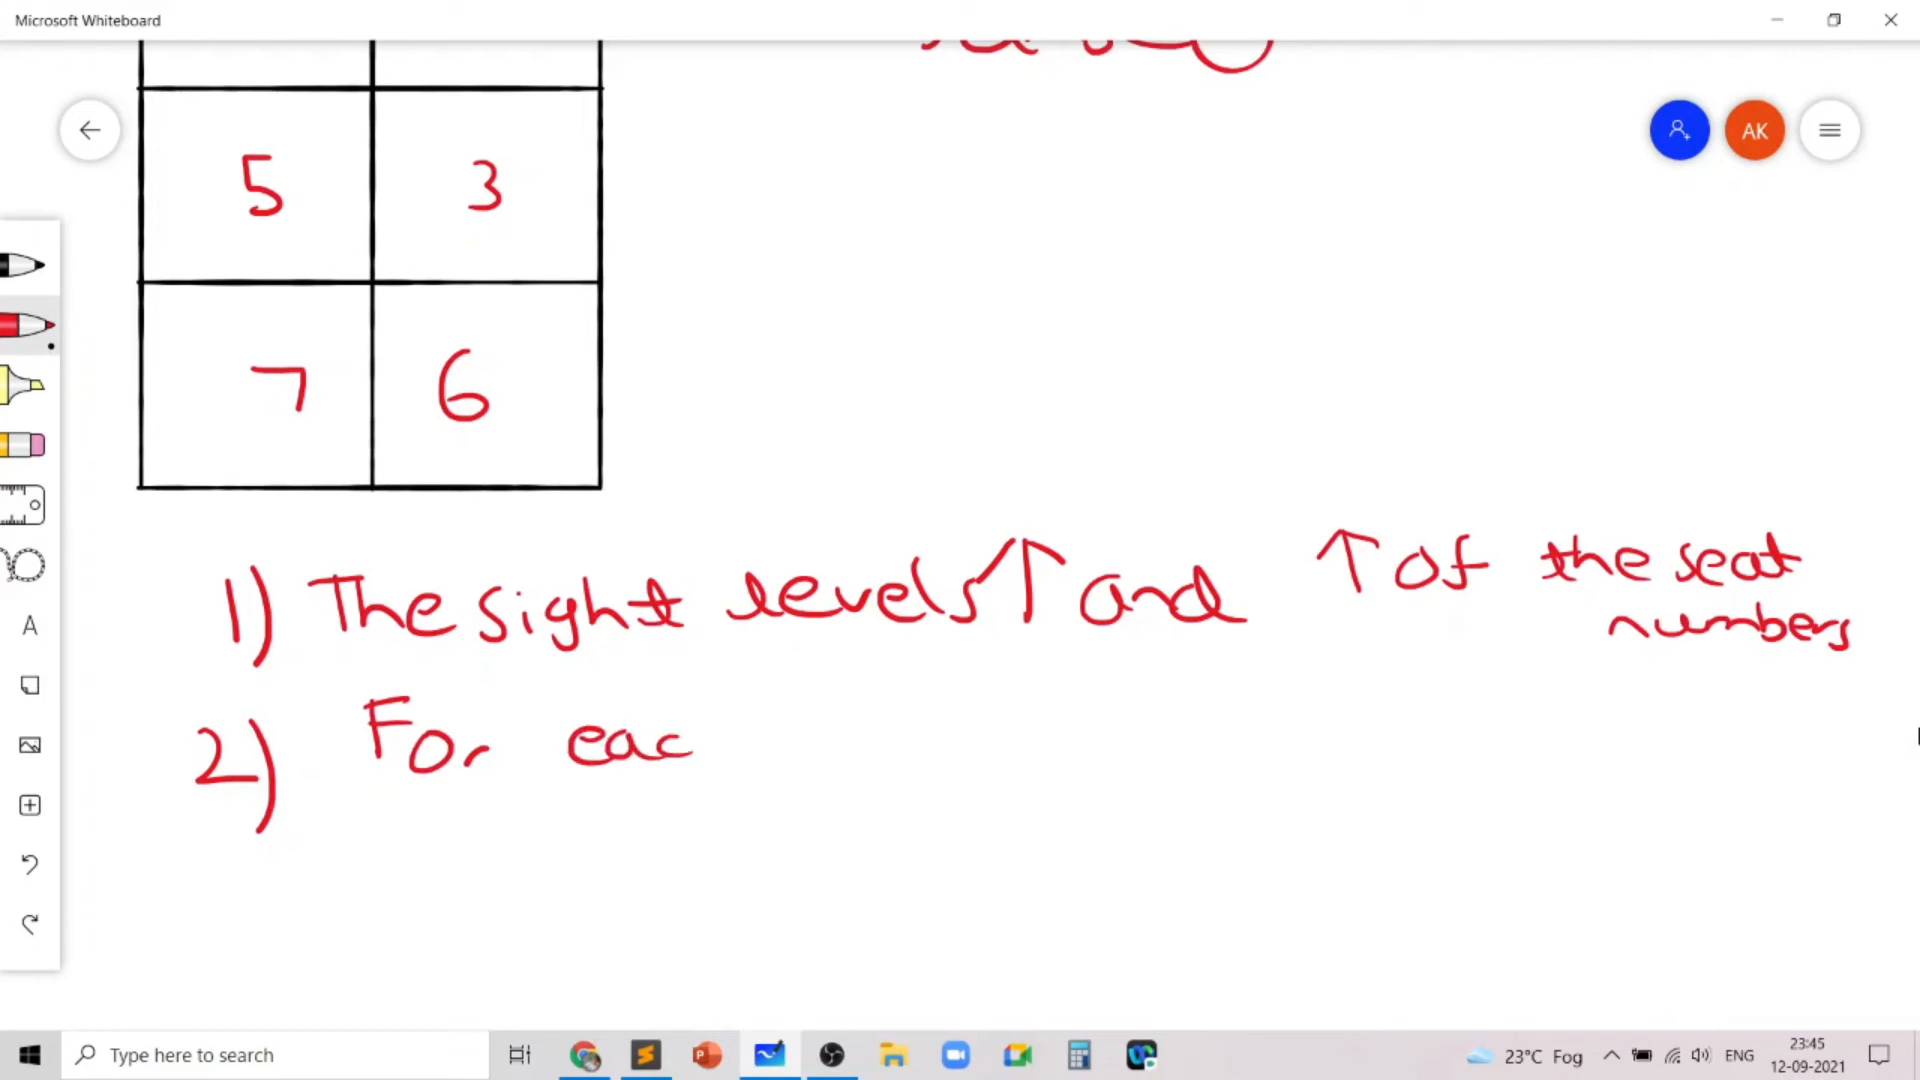 Microsoft Whiteboard
AK
5 3
7 6
1) The sight levels ↑ and ↑ of the seat
numbers
2) For eac
A
Type here to search
23°C Fog
ENG
23:45
12-09-2021